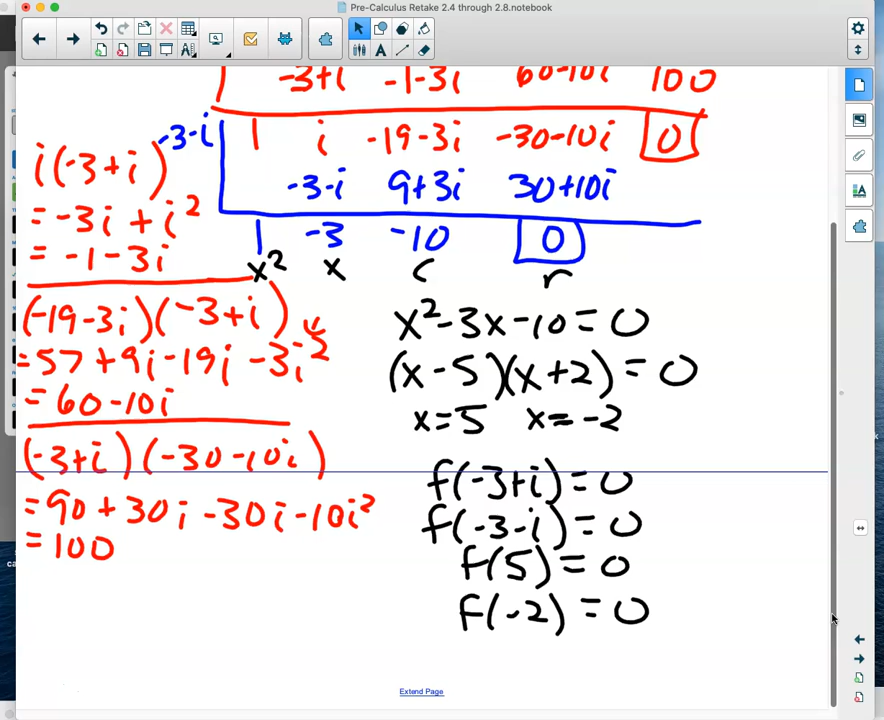 Pre-Calculus Retake 2.4 through 2.8.notebook
-3+i -1-3i 60-10i 100
-3-i 1 i -19-3i -30-10i 0
-3-i 9+3i 30+10i
1 -3 -10 0
x² x c r
i(-3+i)
= -3i + i²
= -1-3i
(-19-3i)(-3+i)
=57+9i-19i-3i²
= 60-10i
(-3+i)(-30-10i)
=90+30i-30i-10i²
= 100
x²-3x-10=0
(x-5)(x+2)=0
x=5 x=-2
f(-3+i)=0
f(-3-i)=0
f(5)=0
f(-2)=0
Extend Page